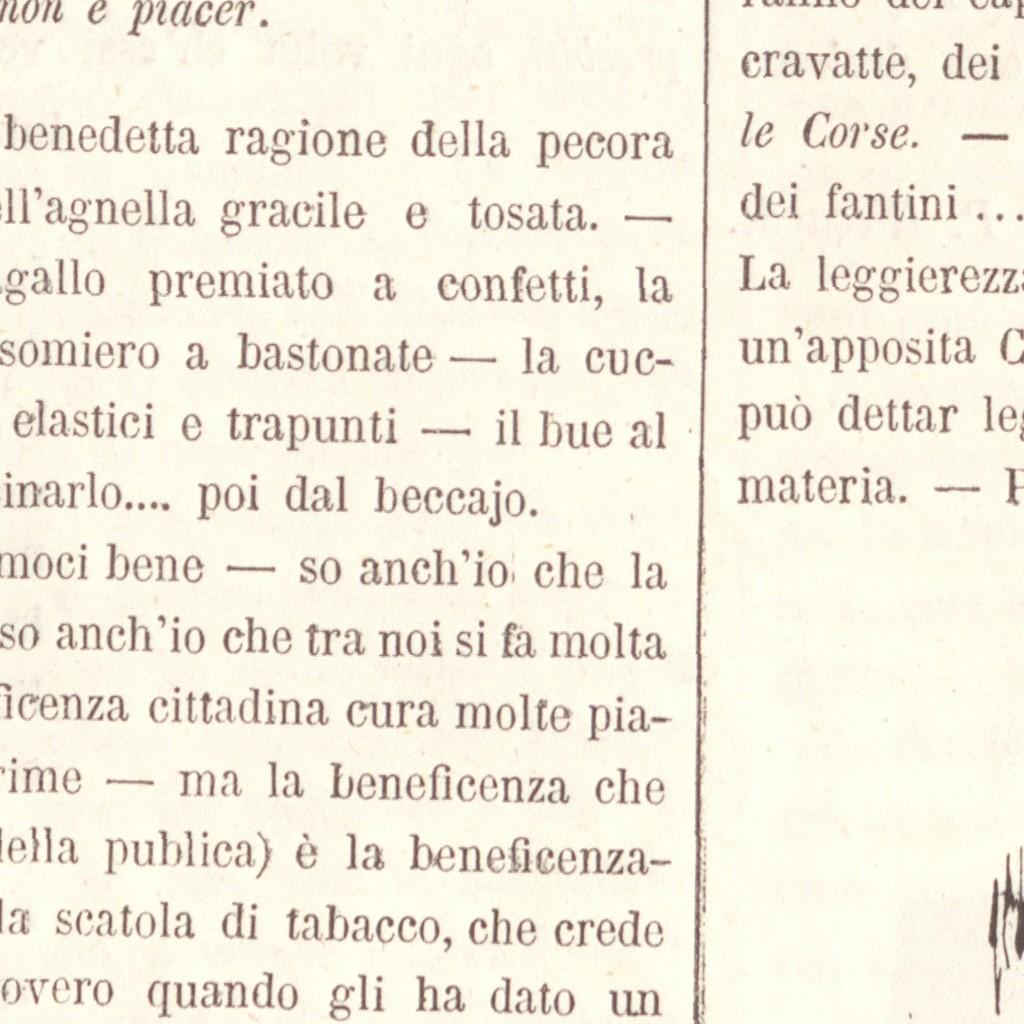 non è piacer.
benedetta ragione della pecora
ell'agnella gracile e tosata. —
gallo premiato a confetti, la
somiero a bastonate — la cuc-
elastici e trapunti — il bue al
inarlo.... poi dal beccajo.
moci bene — so anch'io che la
so anch'io che tra noi si fa molta
ficenza cittadina cura molte pia-
rime — ma la beneficenza che
della publica) è la beneficenza-
la scatola di tabacco, che crede
overo quando gli ha dato un
cravatte, dei
le Corse. —
dei fantini ...
La leggierezza
un'apposita C
può dettar leg
materia. —